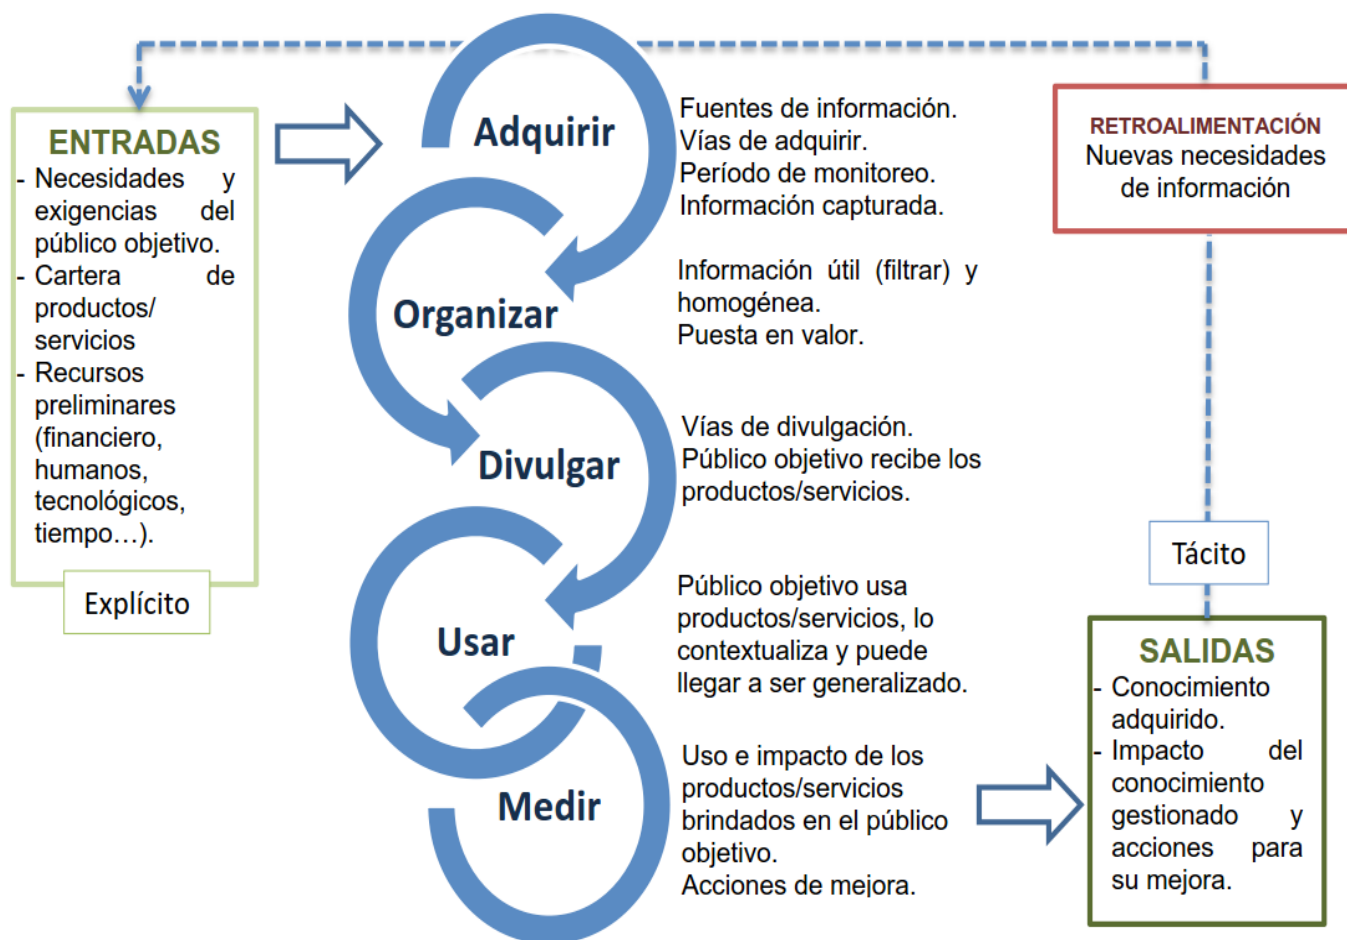 ENTRADAS
- Necesidades y
exigencias del
público objetivo.
- Cartera de
productos/
servicios
- Recursos
preliminares
(financiero,
humanos,
tecnológicos,
tiempo...).
Explícito
Adquirir
Fuentes de información.
Vías de adquirir.
Período de monitoreo.
Información capturada.
Organizar
Información útil (filtrar) y
homogénea.
Puesta en valor.
Divulgar
Vías de divulgación.
Público objetivo recibe los
productos/servicios.
Usar
Público objetivo usa
productos/servicios, lo
contextualiza y puede
llegar a ser generalizado.
Medir
Uso e impacto de los
productos/servicios
brindados en el público
objetivo.
Acciones de mejora.
RETROALIMENTACIÓN
Nuevas necesidades
de información
Tácito
SALIDAS
- Conocimiento
adquirido.
- Impacto del
conocimiento
gestionado y
acciones para
su mejora.